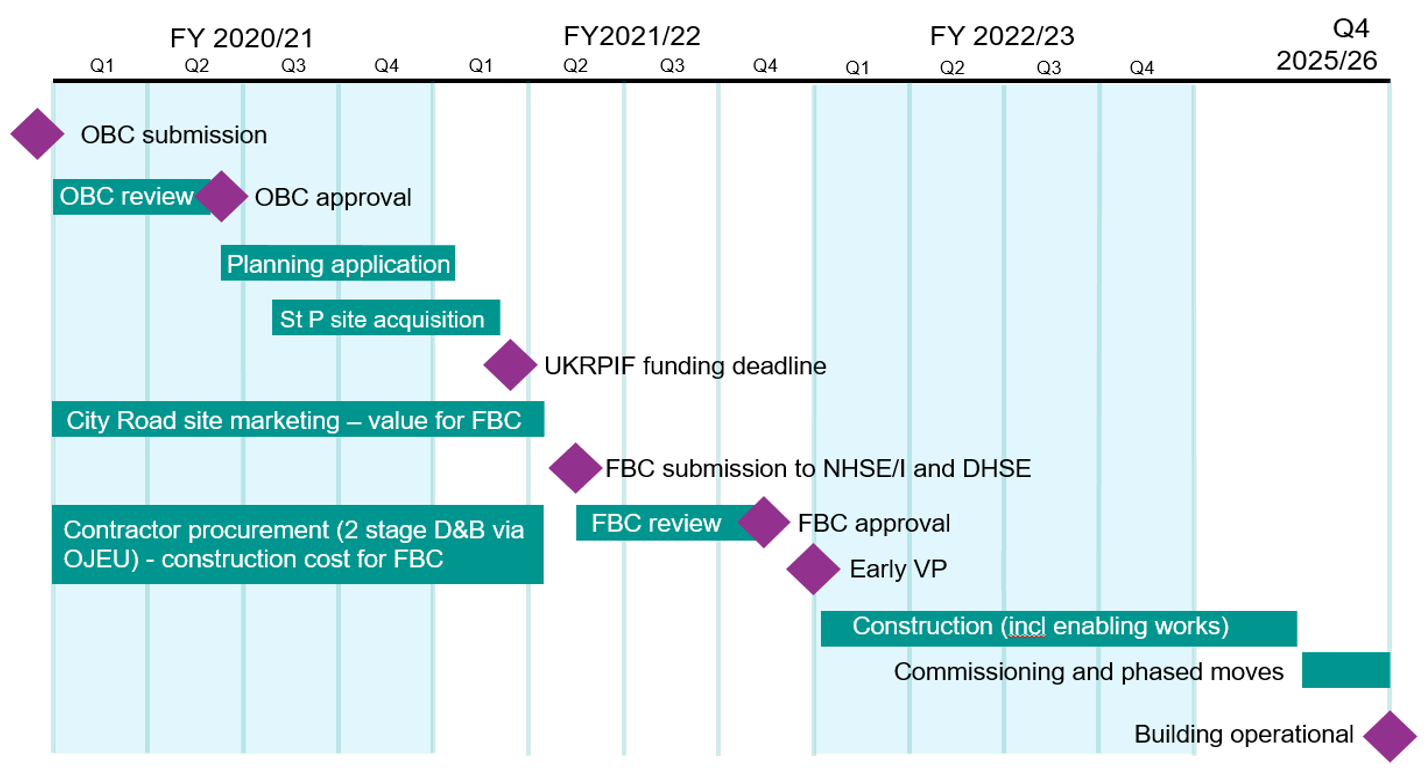 FY 2020/21
FY2021/22
FY 2022/23
Q4
2025/26
Q1
Q2
Q3
Q4
Q1
Q2
Q3
Q4
Q1
Q2
Q3
Q4
OBC submission
OBC review
OBC approval
Planning application
St P site acquisition
UKRPIF funding deadline
City Road site marketing – value for FBC
FBC submission to NHSE/I and DHSE
Contractor procurement (2 stage D&B via
OJEU) - construction cost for FBC
FBC review
FBC approval
Early VP
Construction (incl enabling works)
Commissioning and phased moves
Building operational